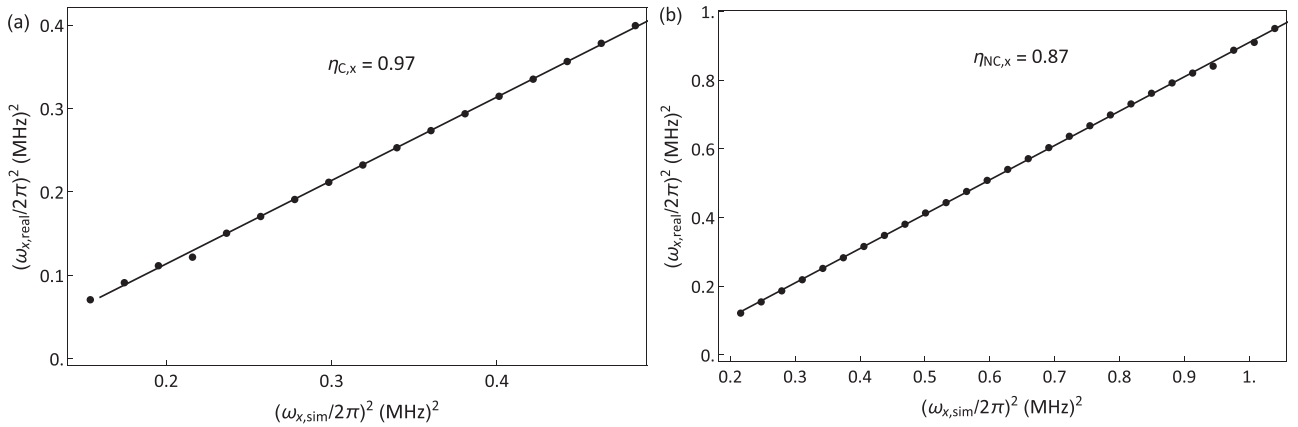 (a)
0.4
0.3
0.2
0.1
0.
η_C,x = 0.97
(ω_x,real/2π)² (MHz)²
0.2 0.3 0.4
(ω_x,sim/2π)² (MHz)²
(b)
1.
0.8
0.6
0.4
0.2
0.
η_NC,x = 0.87
(ω_x,real/2π)² (MHz)²
0.2 0.3 0.4 0.5 0.6 0.7 0.8 0.9 1.
(ω_x,sim/2π)² (MHz)²